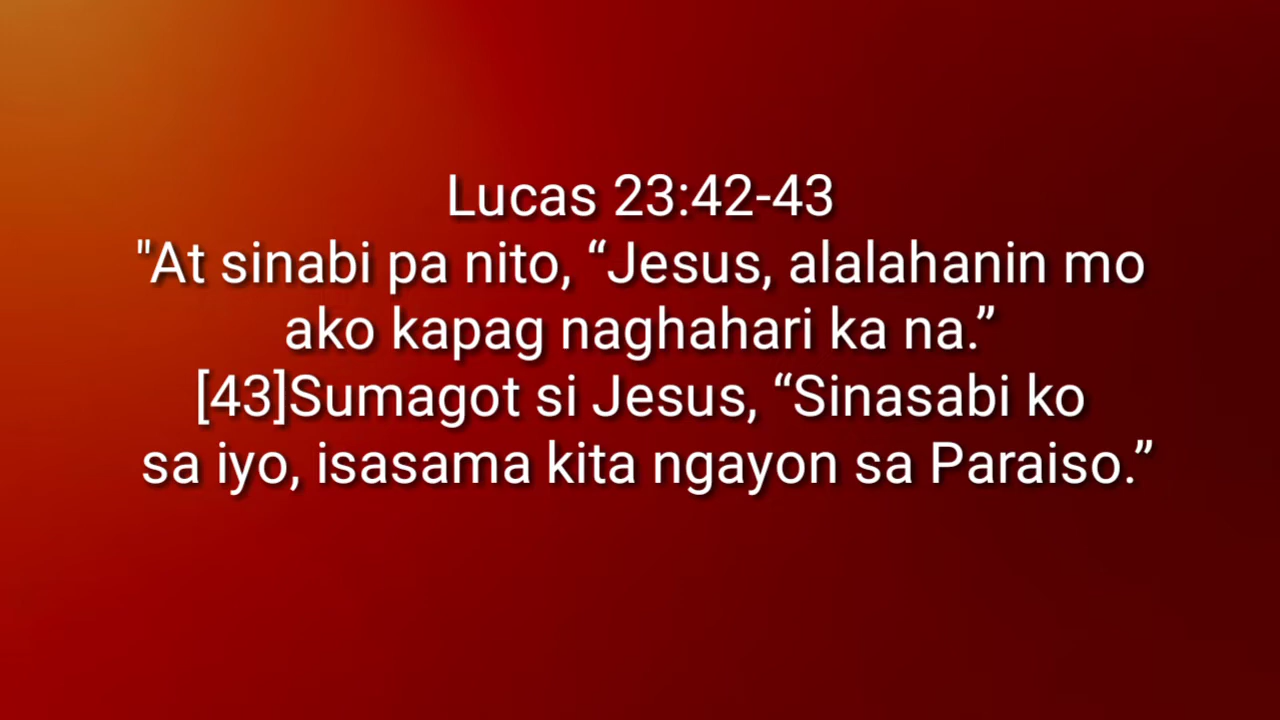 Lucas 23:42-43
"At sinabi pa nito, “Jesus, alalahanin mo
ako kapag naghahari ka na.”
[43]Sumagot si Jesus, “Sinasabi ko
sa iyo, isasama kita ngayon sa Paraiso.”